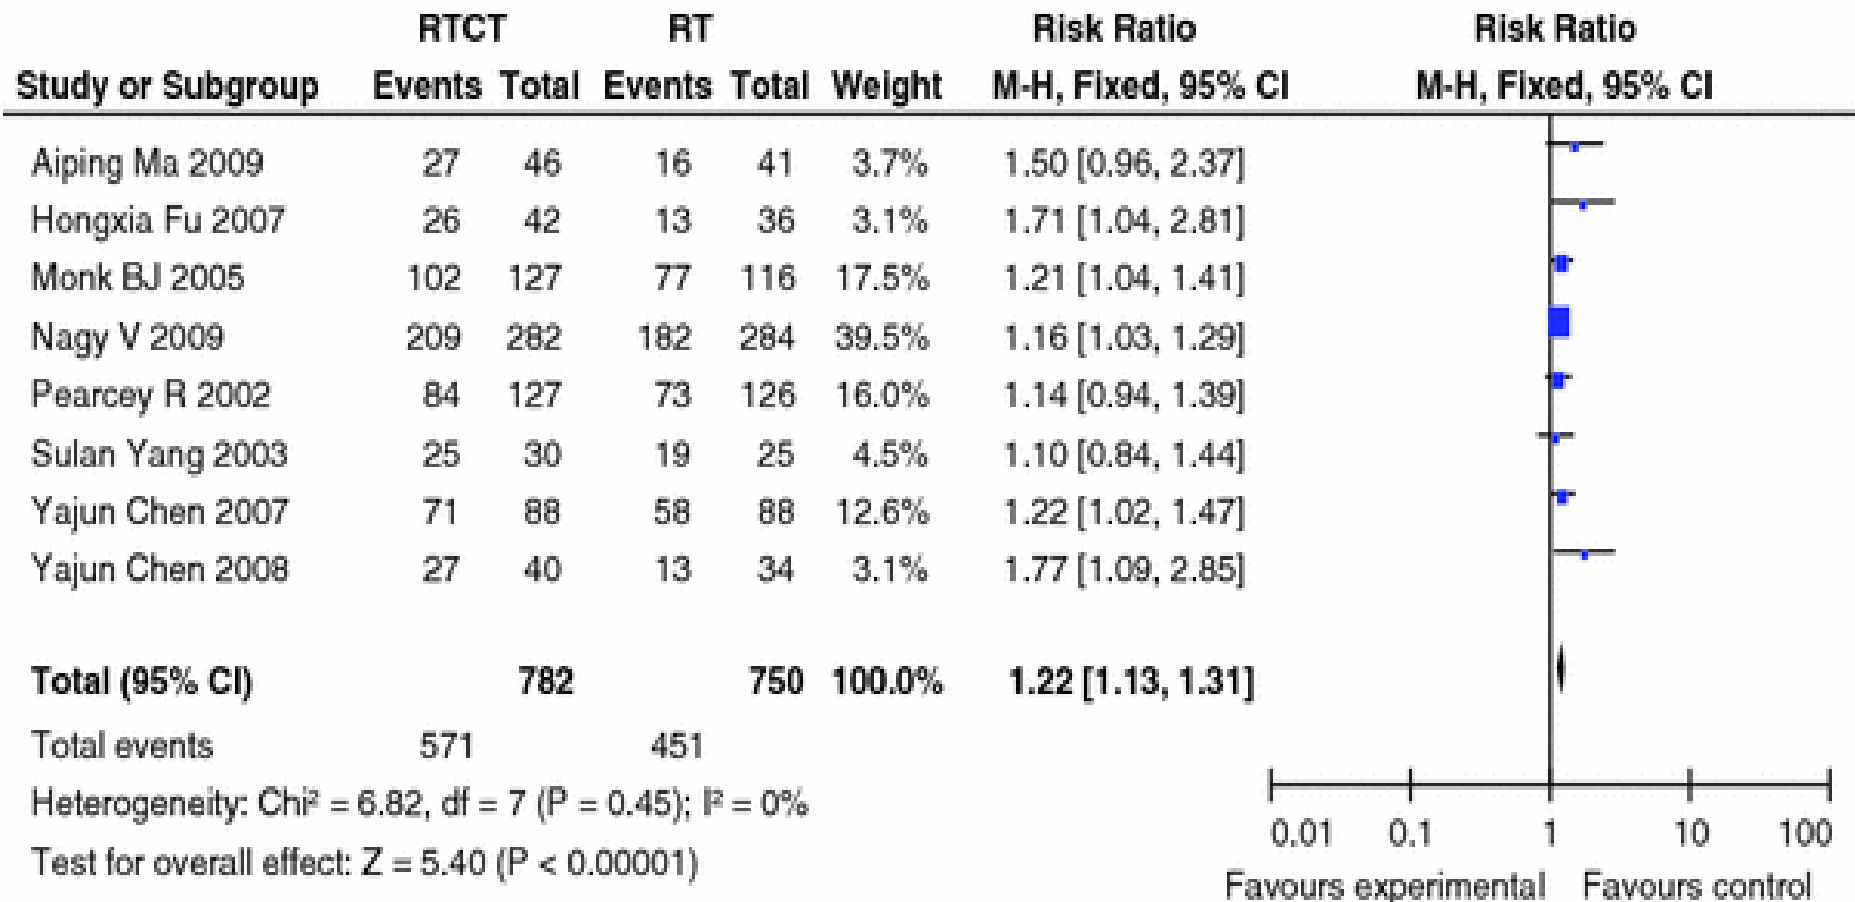 RTCT RT Risk Ratio Risk Ratio
Study or Subgroup Events Total Events Total Weight M-H, Fixed, 95% CI M-H, Fixed, 95% CI
Aiping Ma 2009 27 46 16 41 3.7% 1.50 [0.96, 2.37]
Hongxia Fu 2007 26 42 13 36 3.1% 1.71 [1.04, 2.81]
Monk BJ 2005 102 127 77 116 17.5% 1.21 [1.04, 1.41]
Nagy V 2009 209 282 182 284 39.5% 1.16 [1.03, 1.29]
Pearcey R 2002 84 127 73 126 16.0% 1.14 [0.94, 1.39]
Sulan Yang 2003 25 30 19 25 4.5% 1.10 [0.84, 1.44]
Yajun Chen 2007 71 88 58 88 12.6% 1.22 [1.02, 1.47]
Yajun Chen 2008 27 40 13 34 3.1% 1.77 [1.09, 2.85]
Total (95% CI) 782 750 100.0% 1.22 [1.13, 1.31]
Total events 571 451
Heterogeneity: Chi² = 6.82, df = 7 (P = 0.45); I² = 0%
Test for overall effect: Z = 5.40 (P < 0.00001)
0.01 0.1 1 10 100
Favours experimental Favours control